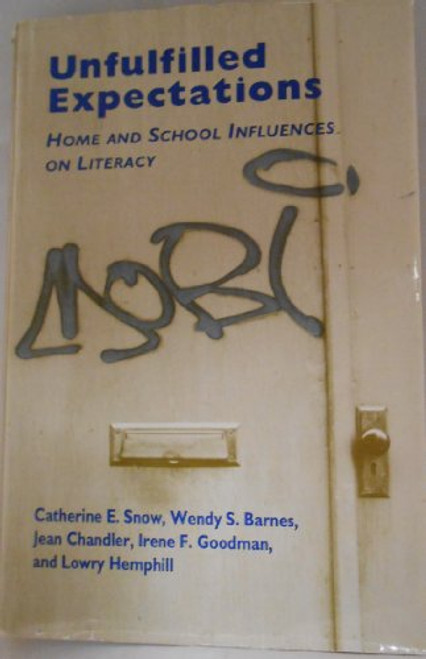 Unfulfilled
Expectations
HOME AND SCHOOL INFLUENCES
ON LITERACY
Catherine E. Snow, Wendy S. Barnes,
Jean Chandler, Irene F. Goodman,
and Lowry Hemphill